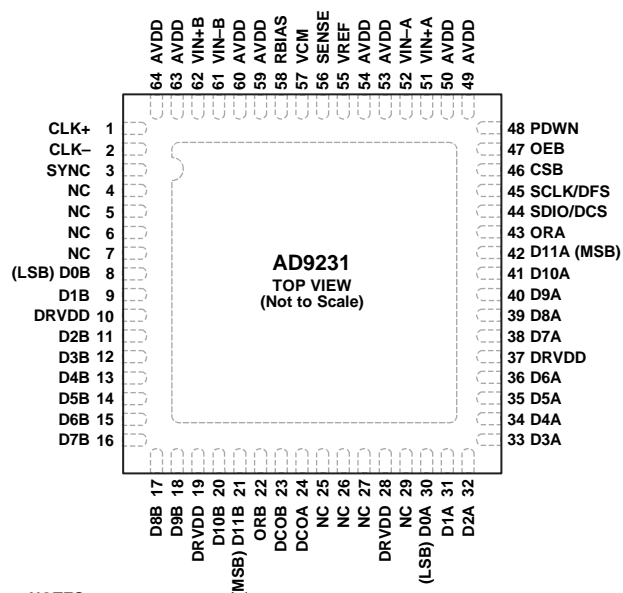 64 AVDD
63 AVDD
62 VIN+B
61 VIN–B
60 AVDD
59 AVDD
58 RBIAS
57 VCM
56 SENSE
55 VREF
54 AVDD
53 AVDD
52 VIN–A
51 VIN+A
50 AVDD
49 AVDD
CLK+ 1
CLK– 2
SYNC 3
NC 4
NC 5
NC 6
NC 7
(LSB) D0B 8
D1B 9
DRVDD 10
D2B 11
D3B 12
D4B 13
D5B 14
D6B 15
D7B 16
AD9231
TOP VIEW
(Not to Scale)
48 PDWN
47 OEB
46 CSB
45 SCLK/DFS
44 SDIO/DCS
43 ORA
42 D11A (MSB)
41 D10A
40 D9A
39 D8A
38 D7A
37 DRVDD
36 D6A
35 D5A
34 D4A
33 D3A
D8B 17
D9B 18
DRVDD 19
D10B 20
(MSB) D11B 21
ORB 22
DCOB 23
DCOA 24
NC 25
NC 26
NC 27
DRVDD 28
NC 29
(LSB) D0A 30
D1A 31
D2A 32